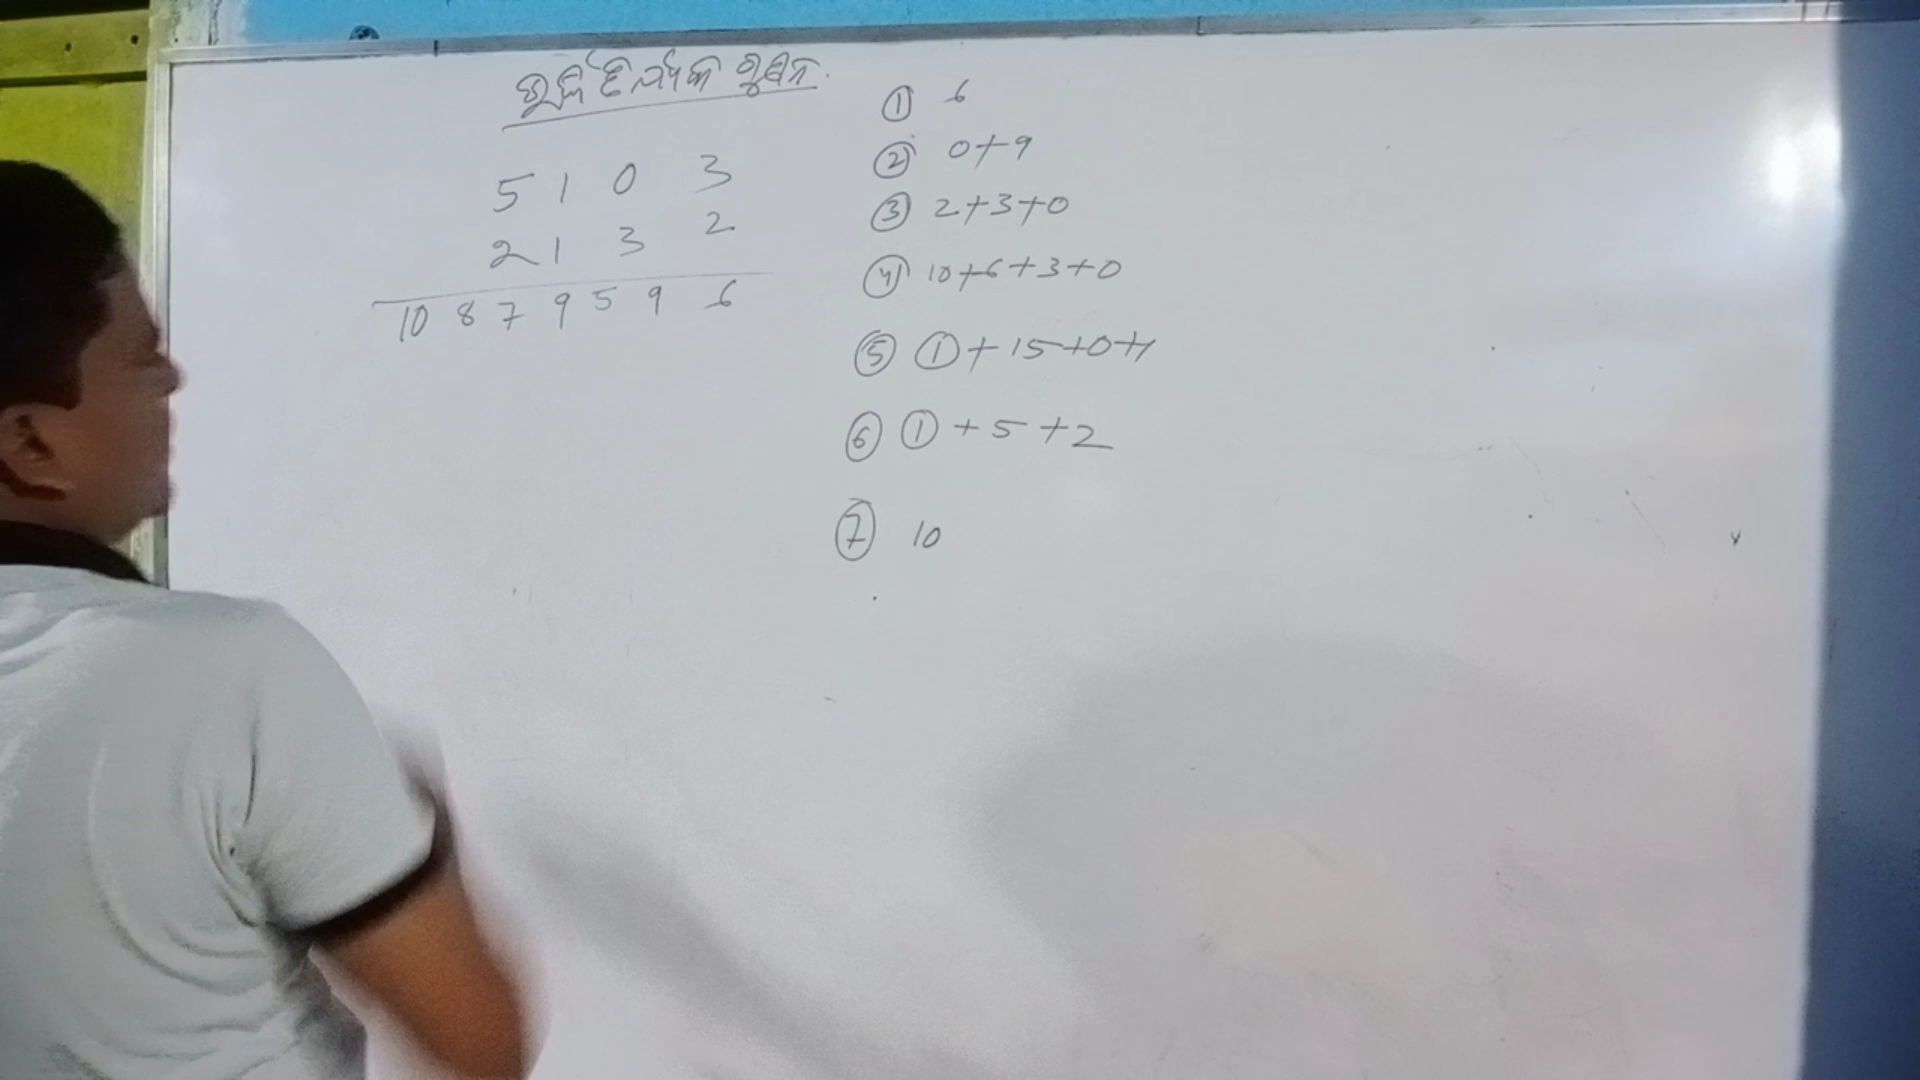 5 1 0 3
2 1 3 2
10 8 7 9 5 9 6
① 6
② 0+9
③ 2+3+0
④ 10+6+3+0
⑤ ①+15+0+1
⑥ ①+5+2
⑦ 10